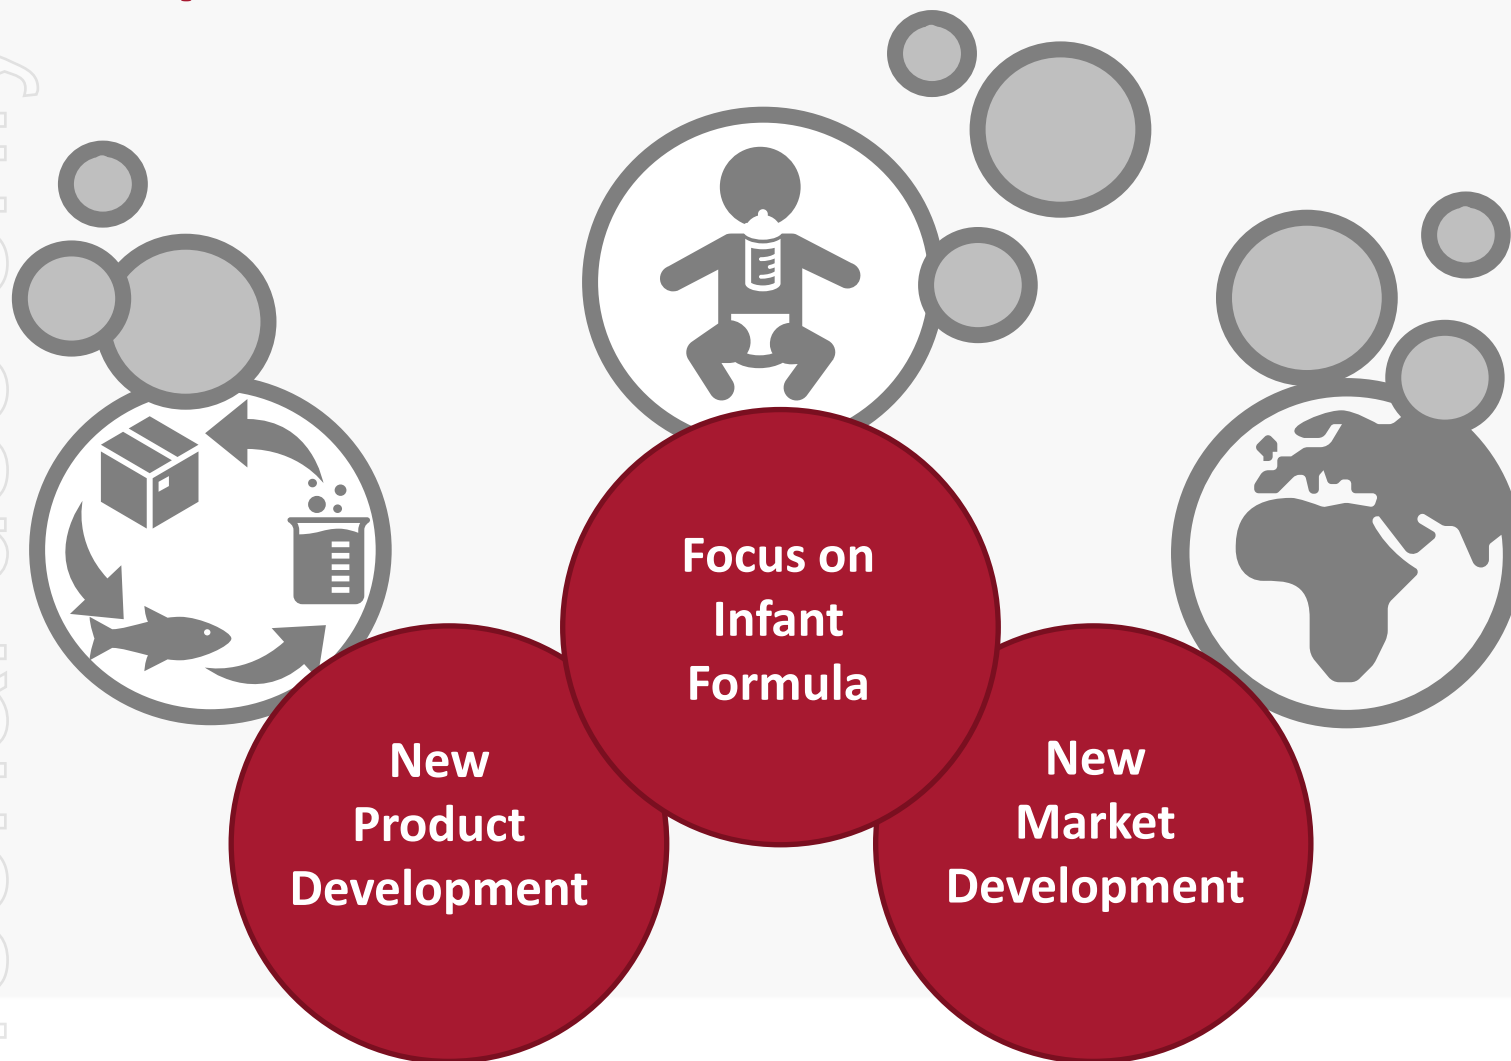 Focus on
Infant
Formula
New
Product
Development
New
Market
Development